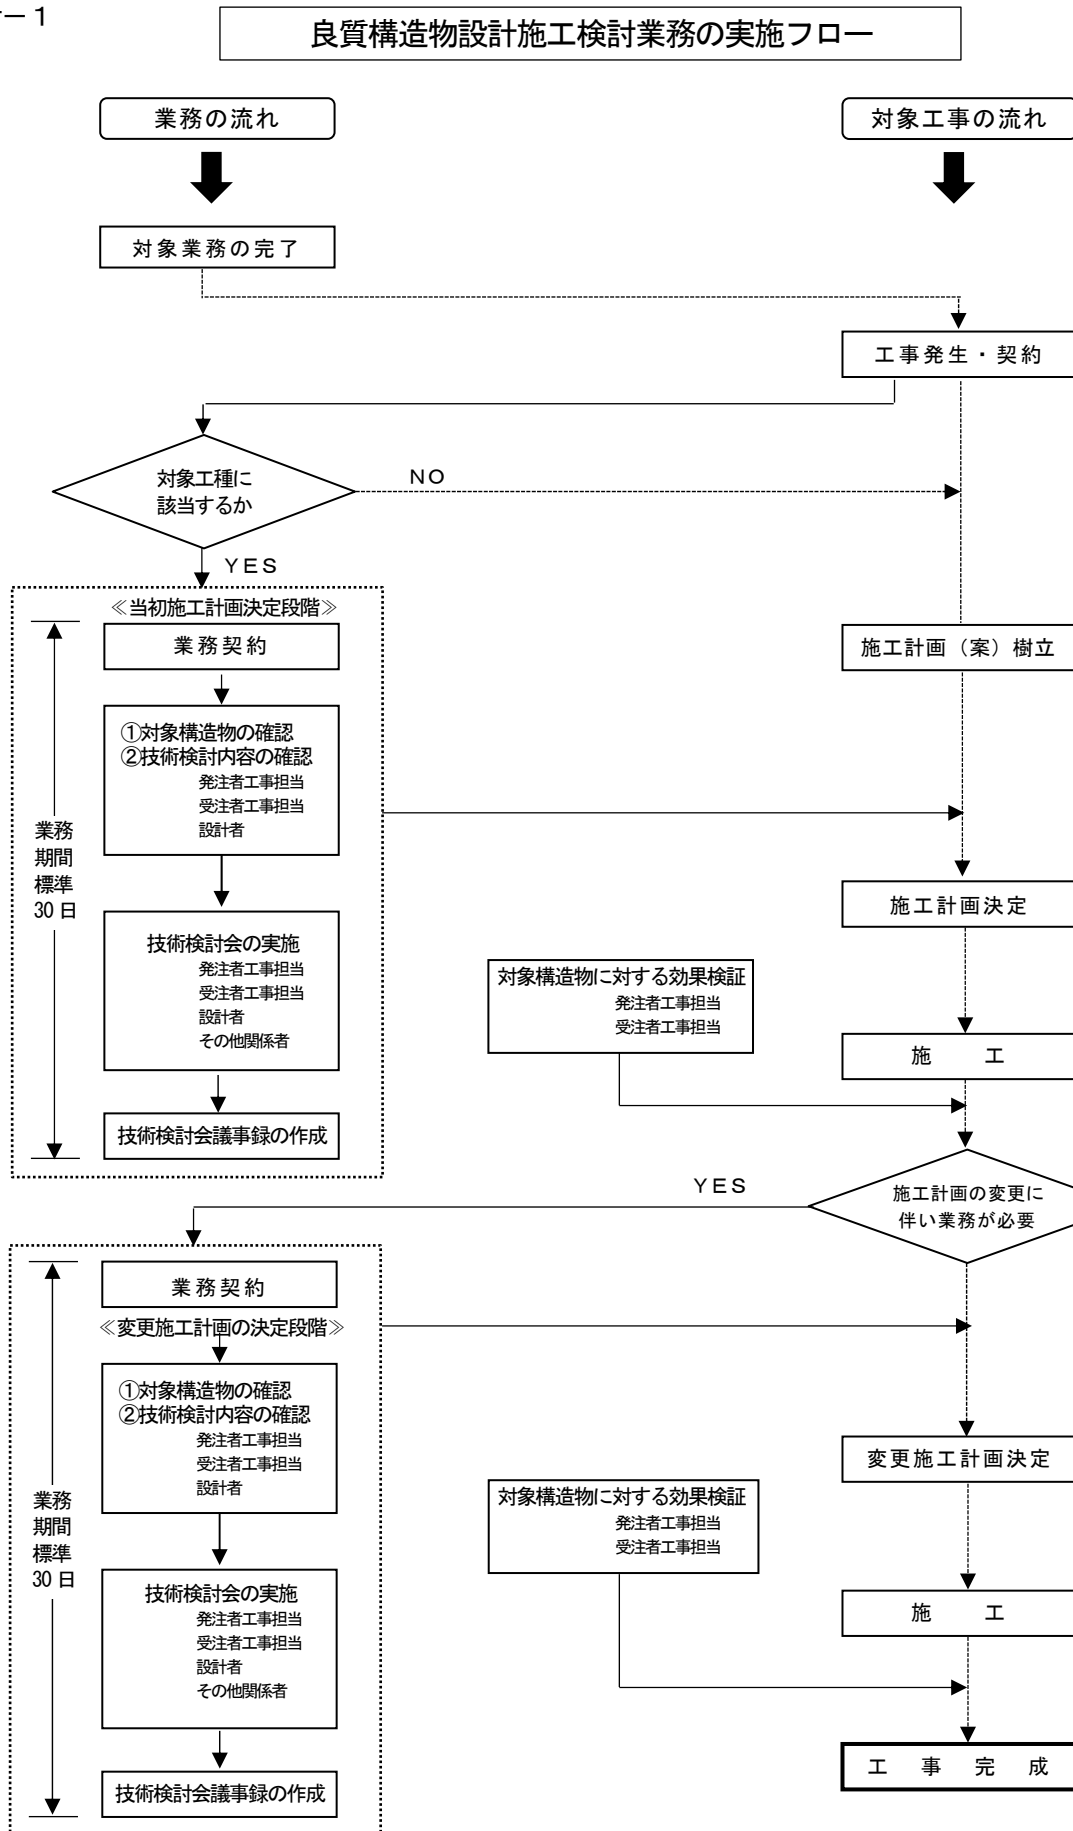 −1
良質構造物設計施工検討業務の実施フロー
業務の流れ
対象工事の流れ
対象業務の完了
工事発生・契約
対象工種に
該当するか
NO
YES
≪当初施工計画決定段階≫
業務契約
施工計画（案）樹立
①対象構造物の確認
②技術検討内容の確認
発注者工事担当
受注者工事担当
設計者
業務
期間
標準
30日
施工計画決定
技術検討会の実施
発注者工事担当
受注者工事担当
設計者
その他関係者
対象構造物に対する効果検証
発注者工事担当
受注者工事担当
施 工
技術検討会議事録の作成
YES
施工計画の変更に
伴い業務が必要
業務契約
≪変更施工計画の決定段階≫
①対象構造物の確認
②技術検討内容の確認
発注者工事担当
受注者工事担当
設計者
変更施工計画決定
業務
期間
標準
30日
対象構造物に対する効果検証
発注者工事担当
受注者工事担当
技術検討会の実施
発注者工事担当
受注者工事担当
設計者
その他関係者
施 工
工 事 完 成
技術検討会議事録の作成